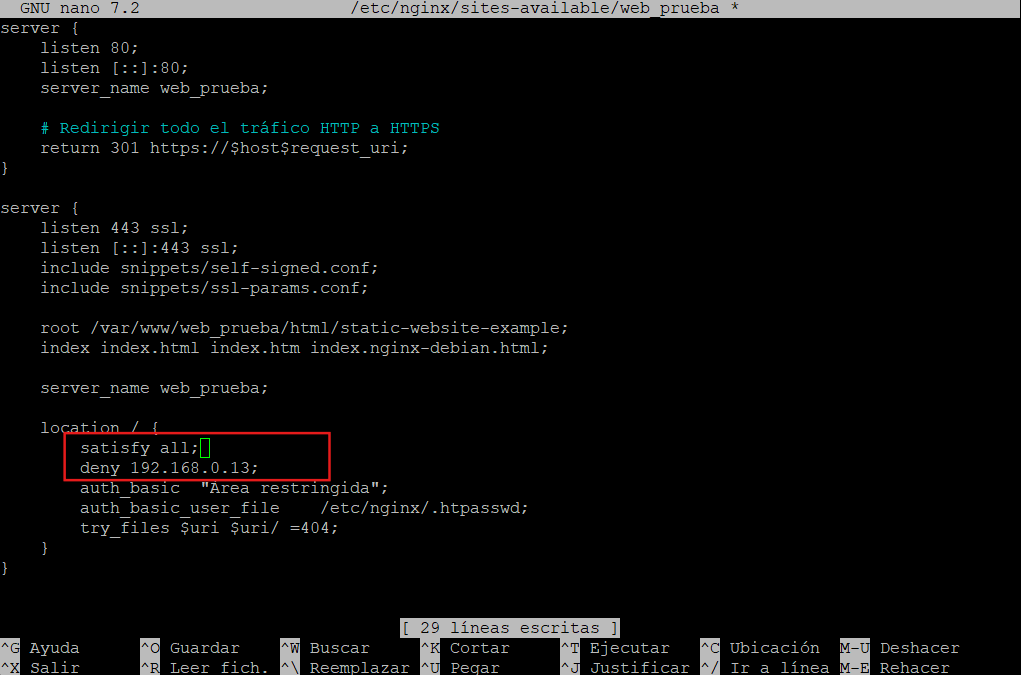 GNU nano 7.2 /etc/nginx/sites-available/web_prueba *
server {
listen 80;
listen [::]:80;
server_name web_prueba;
# Redirigir todo el tráfico HTTP a HTTPS
return 301 https://$host$request_uri;
}
server {
listen 443 ssl;
listen [::]:443 ssl;
include snippets/self-signed.conf;
include snippets/ssl-params.conf;
root /var/www/web_prueba/html/static-website-example;
index index.html index.htm index.nginx-debian.html;
server_name web_prueba;
location / {
satisfy all;
deny 192.168.0.13;
auth_basic "Área restringida";
auth_basic_user_file /etc/nginx/.htpasswd;
try_files $uri $uri/ =404;
}
}
[ 29 líneas escritas ]
^G Ayuda ^O Guardar ^W Buscar ^K Cortar ^T Ejecutar ^C Ubicación M-U Deshacer
^X Salir ^R Leer fich. ^\ Reemplazar ^U Pegar ^J Justificar ^/ Ir a línea M-E Rehacer